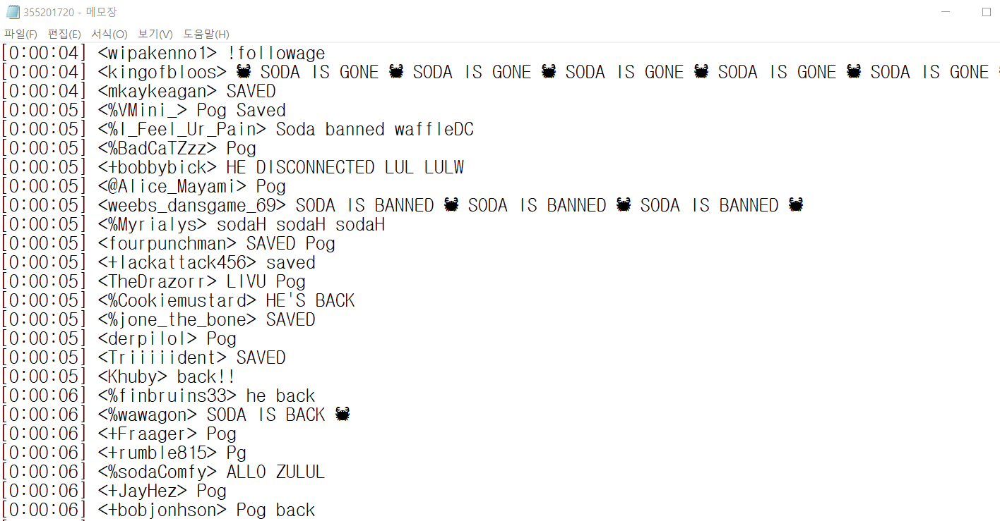 355201720 - 메모장
파일(F) 편집(E) 서식(O) 보기(V) 도움말(H)
[0:00:04] <wipakenno1> !followage
[0:00:04] <kingofbloos> 🦀 SODA IS GONE 🦀 SODA IS GONE 🦀 SODA IS GONE 🦀 SODA IS GONE 🦀 SODA IS GONE
[0:00:04] <mkaykeagan> SAVED
[0:00:05] <%VMini_> Pog Saved
[0:00:05] <%I_Feel_Ur_Pain> Soda banned waffleDC
[0:00:05] <%BadCaTZzz> Pog
[0:00:05] <+bobbybick> HE DISCONNECTED LUL LULW
[0:00:05] <@Alice_Mayami> Pog
[0:00:05] <weebs_dansgame_69> SODA IS BANNED 🦀 SODA IS BANNED 🦀 SODA IS BANNED 🦀
[0:00:05] <%Myrialys> sodaH sodaH sodaH
[0:00:05] <fourpunchman> SAVED Pog
[0:00:05] <+lackattack456> saved
[0:00:05] <TheDrazorr> LIVU Pog
[0:00:05] <%Cookiemustard> HE'S BACK
[0:00:05] <%jone_the_bone> SAVED
[0:00:05] <derpilol> Pog
[0:00:05] <Triiiiident> SAVED
[0:00:05] <Khuby> back!!
[0:00:06] <%finbruins33> he back
[0:00:06] <%wawagon> SODA IS BACK 🦀
[0:00:06] <+Fraager> Pog
[0:00:06] <+rumble815> Pg
[0:00:06] <%sodaComfy> ALLO ZULUL
[0:00:06] <+JayHez> Pog
[0:00:06] <+bobjonhson> Pog back